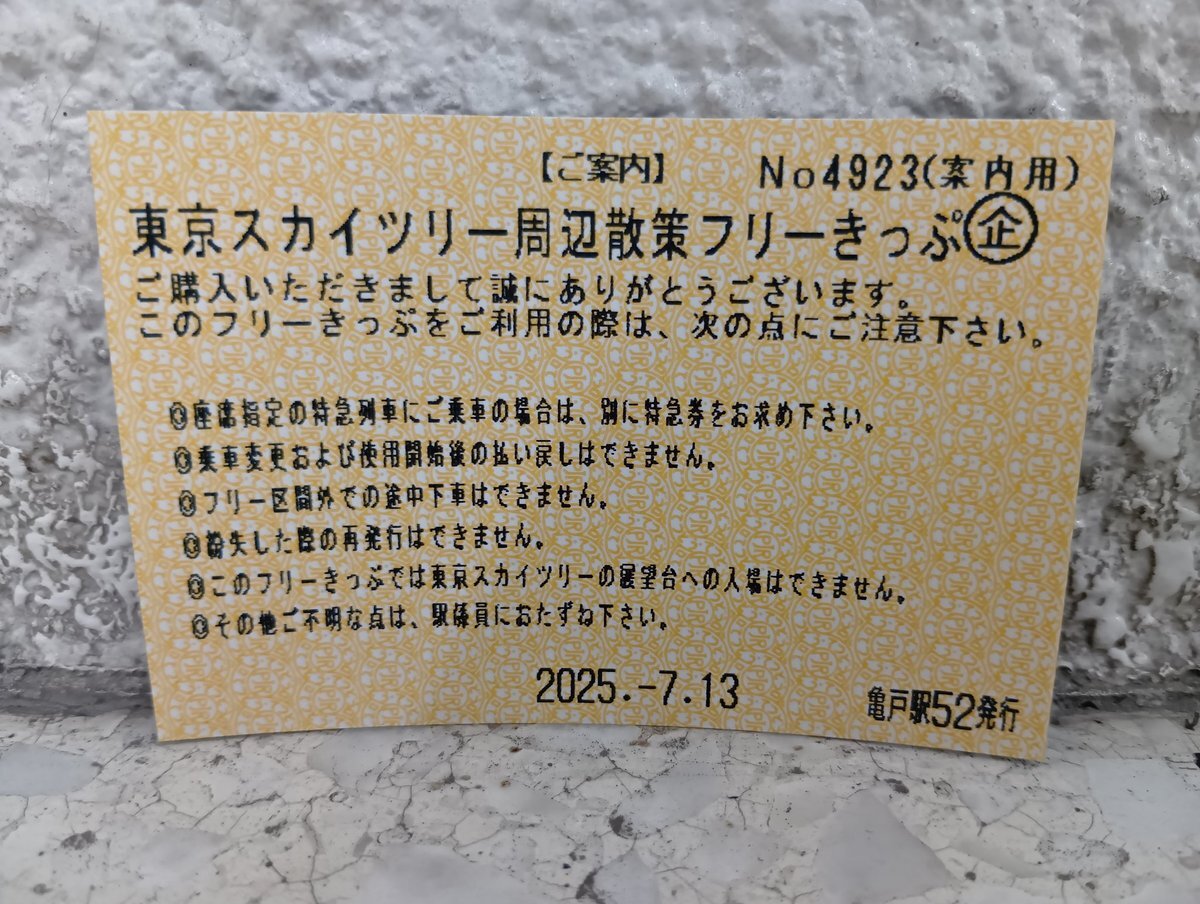 【ご案内】 No4923(案内用)
東京スカイツリー周辺散策フリーきっぷ㊭
ご購入いただきまして誠にありがとうございます。
このフリーきっぷをご利用の際は、次の点にご注意下さい。
◎座席指定の特急列車にご乗車の場合は、別に特急券をお求め下さい。
◎乗車変更および使用開始後の払い戻しはできません。
◎フリー区間外での途中下車はできません。
◎紛失した際の再発行はできません。
◎このフリーきっぷでは東京スカイツリーの展望台への入場はできません。
◎その他ご不明な点は、駅係員におたずね下さい。
2025.-7.13 亀戸駅52発行